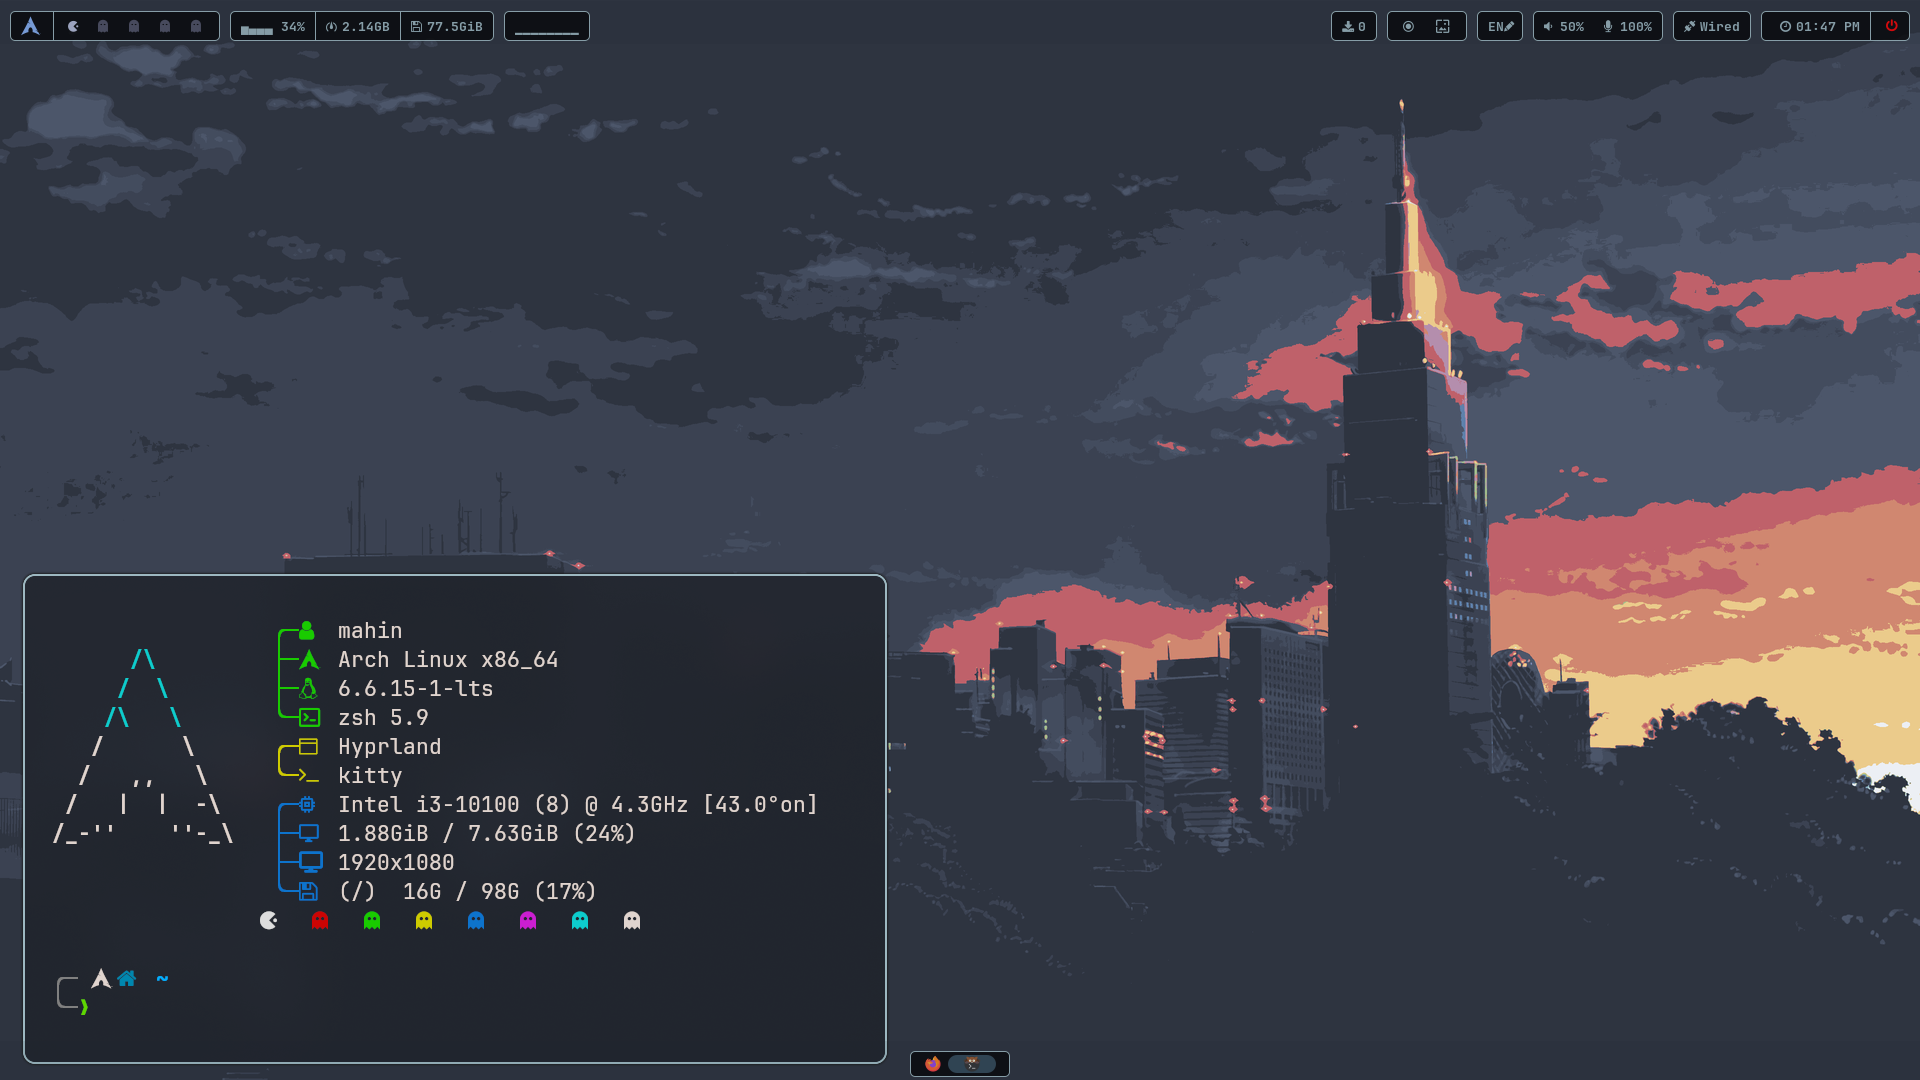 34% 2.14GB 77.5GiB 0 EN 50% 100% Wired 01:47 PM
mahin
Arch Linux x86_64
6.6.15-1-lts
zsh 5.9
Hyprland
kitty
Intel i3-10100 (8) @ 4.3GHz [43.0°on]
1.88GiB / 7.63GiB (24%)
1920x1080
(/) 16G / 98G (17%)
~